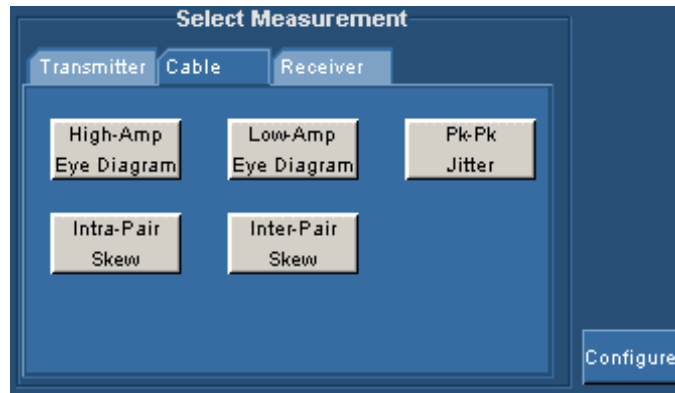 Select Measurement
Transmitter Cable Receiver
High-Amp Low-Amp Pk-Pk
Eye Diagram Eye Diagram Jitter
Intra-Pair Inter-Pair
Skew Skew
Configure